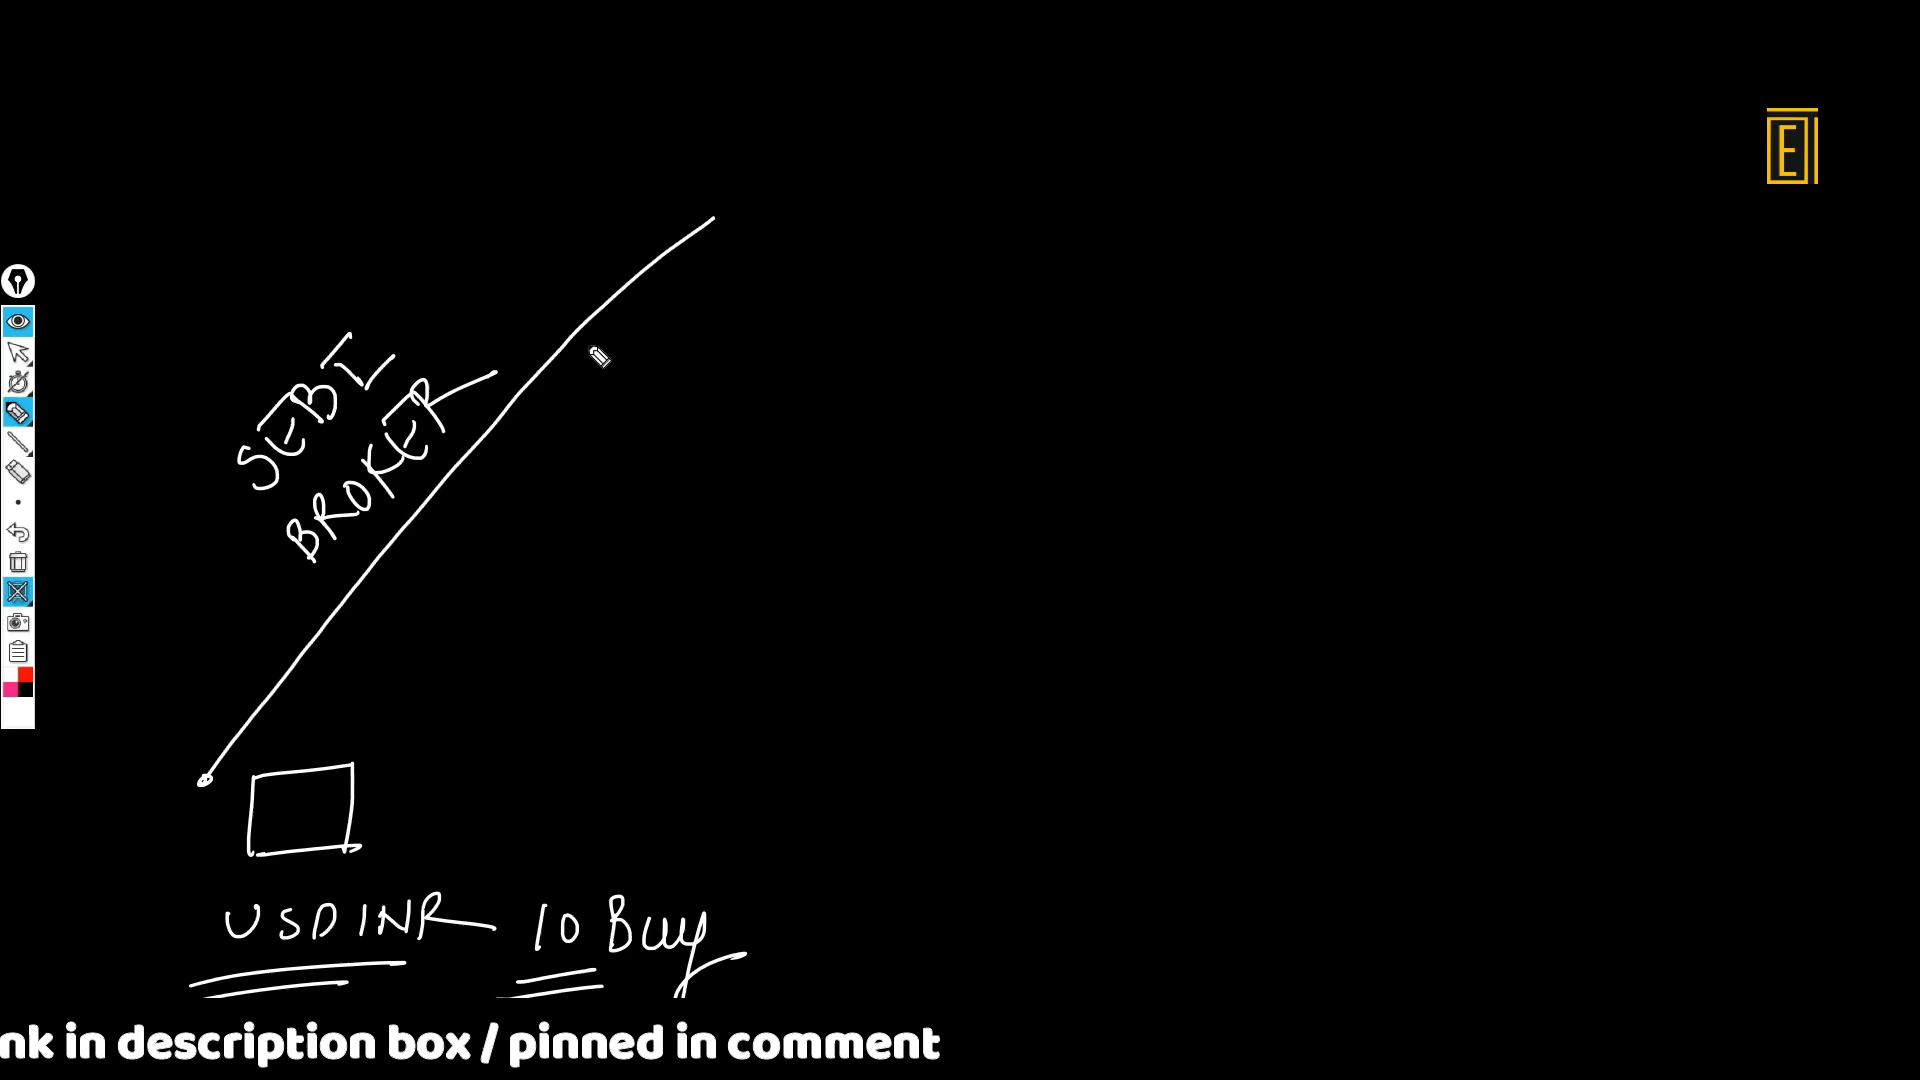 E
SEBI
BROKER
USDINR 10 Buy
nk in description box / pinned in comment